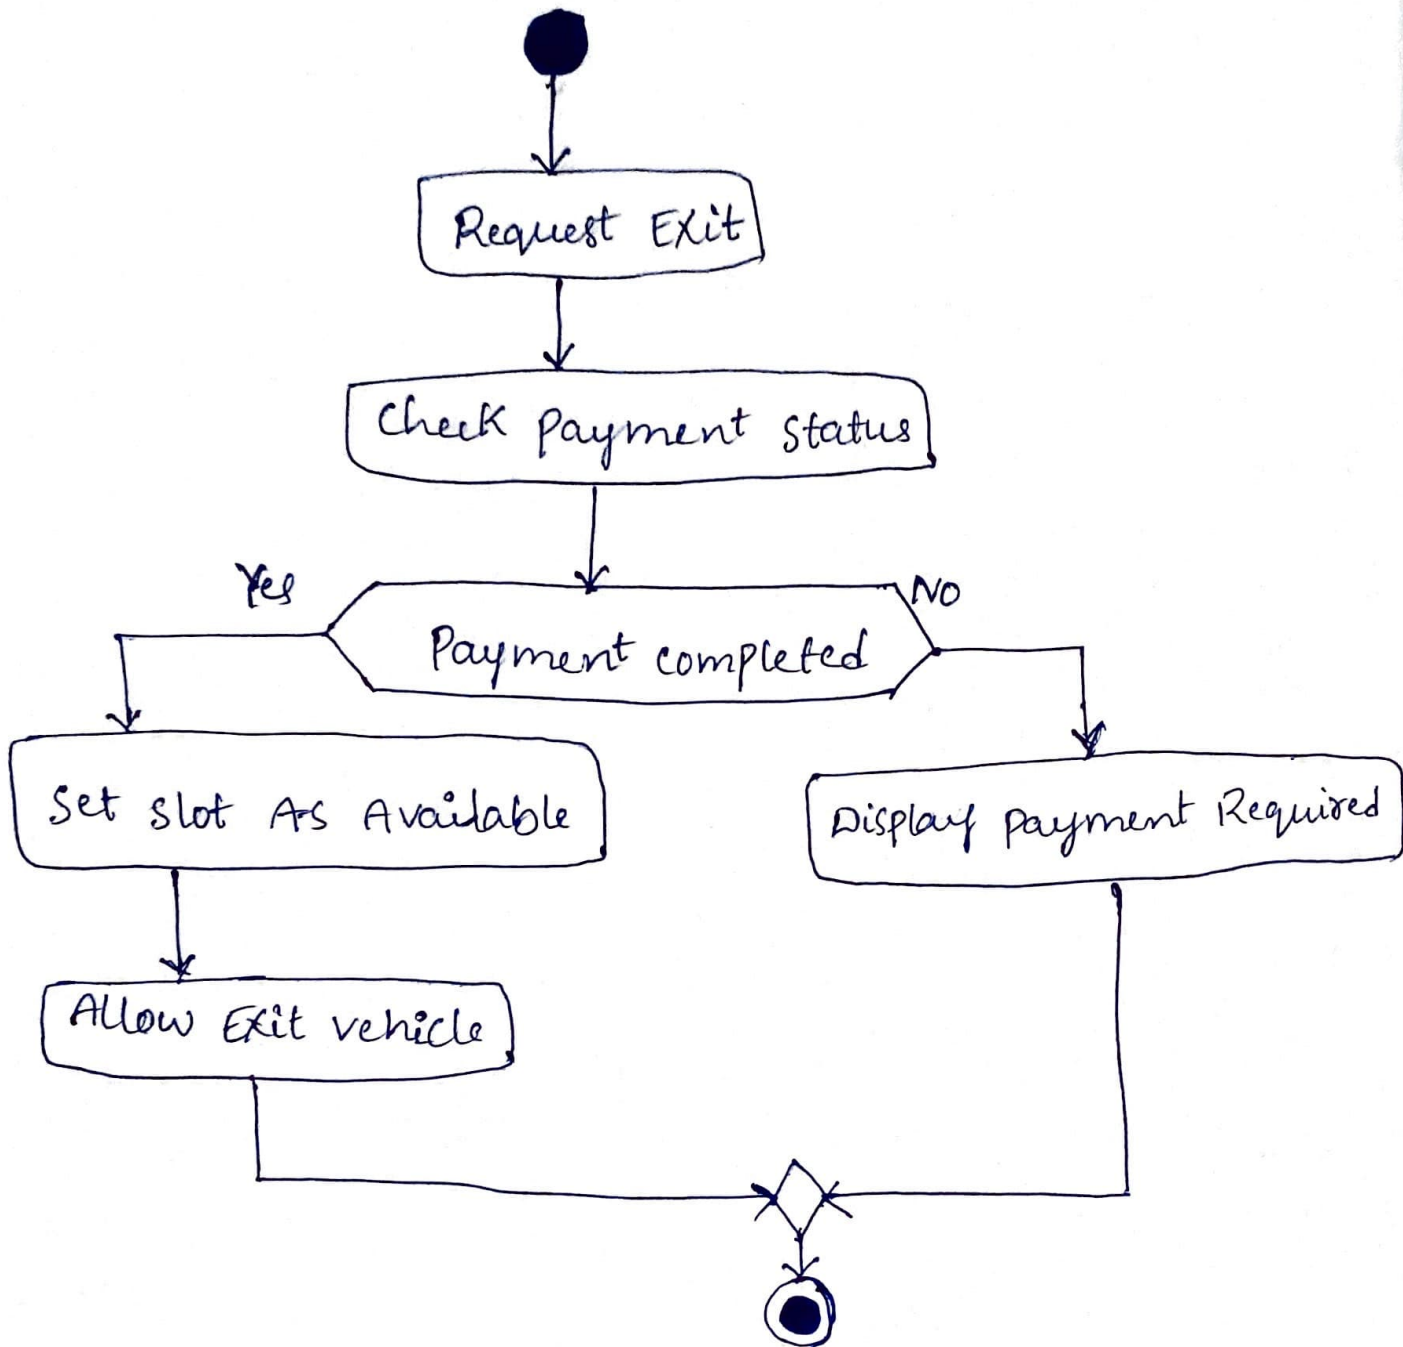 Request Exit
Check payment status
Yes
No
Payment completed
Set slot As Available
Display payment Required
Allow Exit vehicle